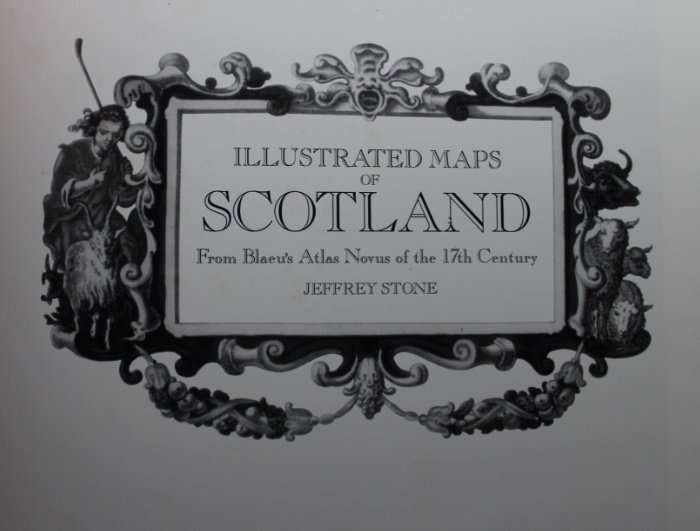 ILLUSTRATED MAPS
OF
SCOTLAND
From Blaeu's Atlas Novus of the 17th Century
JEFFREY STONE